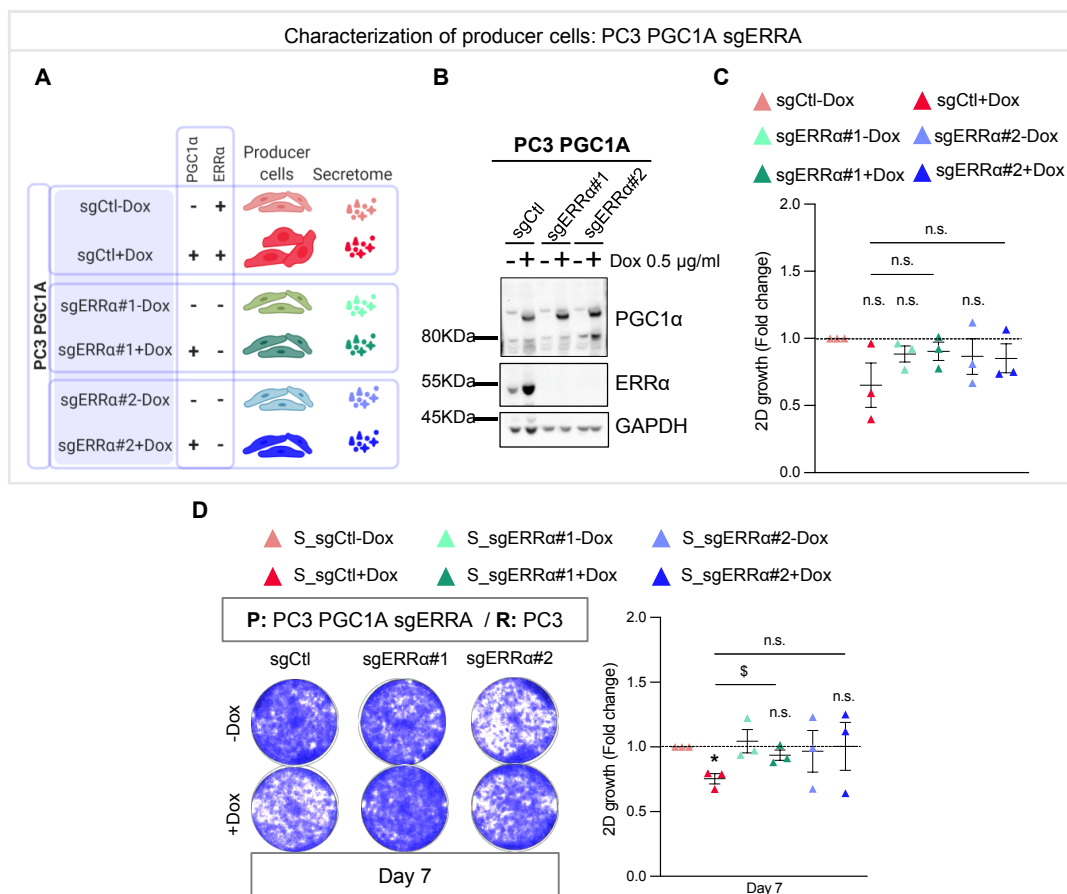 Characterization of producer cells: PC3 PGC1A sgERRA
A
PGC1α
ERRα
Producer cells
Secretome
PC3 PGC1A
sgCtl-Dox - +
sgCtl+Dox + +
sgERRα#1-Dox - -
sgERRα#1+Dox + -
sgERRα#2-Dox - -
sgERRα#2+Dox + -
B
PC3 PGC1A
sgCtl
sgERRα#1
sgERRα#2
- + - + - + Dox 0.5 µg/ml
PGC1α
80KDa
55KDa
ERRα
45KDa
GAPDH
C
sgCtl-Dox
sgCtl+Dox
sgERRα#1-Dox
sgERRα#2-Dox
sgERRα#1+Dox
sgERRα#2+Dox
2D growth (Fold change)
2.0
1.5
1.0
0.5
0.0
n.s.
n.s.
n.s. n.s. n.s. n.s.
D
S_sgCtl-Dox
S_sgERRα#1-Dox
S_sgERRα#2-Dox
S_sgCtl+Dox
S_sgERRα#1+Dox
S_sgERRα#2+Dox
P: PC3 PGC1A sgERRA / R: PC3
sgCtl sgERRα#1 sgERRα#2
-Dox
+Dox
Day 7
2D growth (Fold change)
2.0
1.5
1.0
0.5
0.0
n.s.
$
n.s.
n.s.
*
Day 7